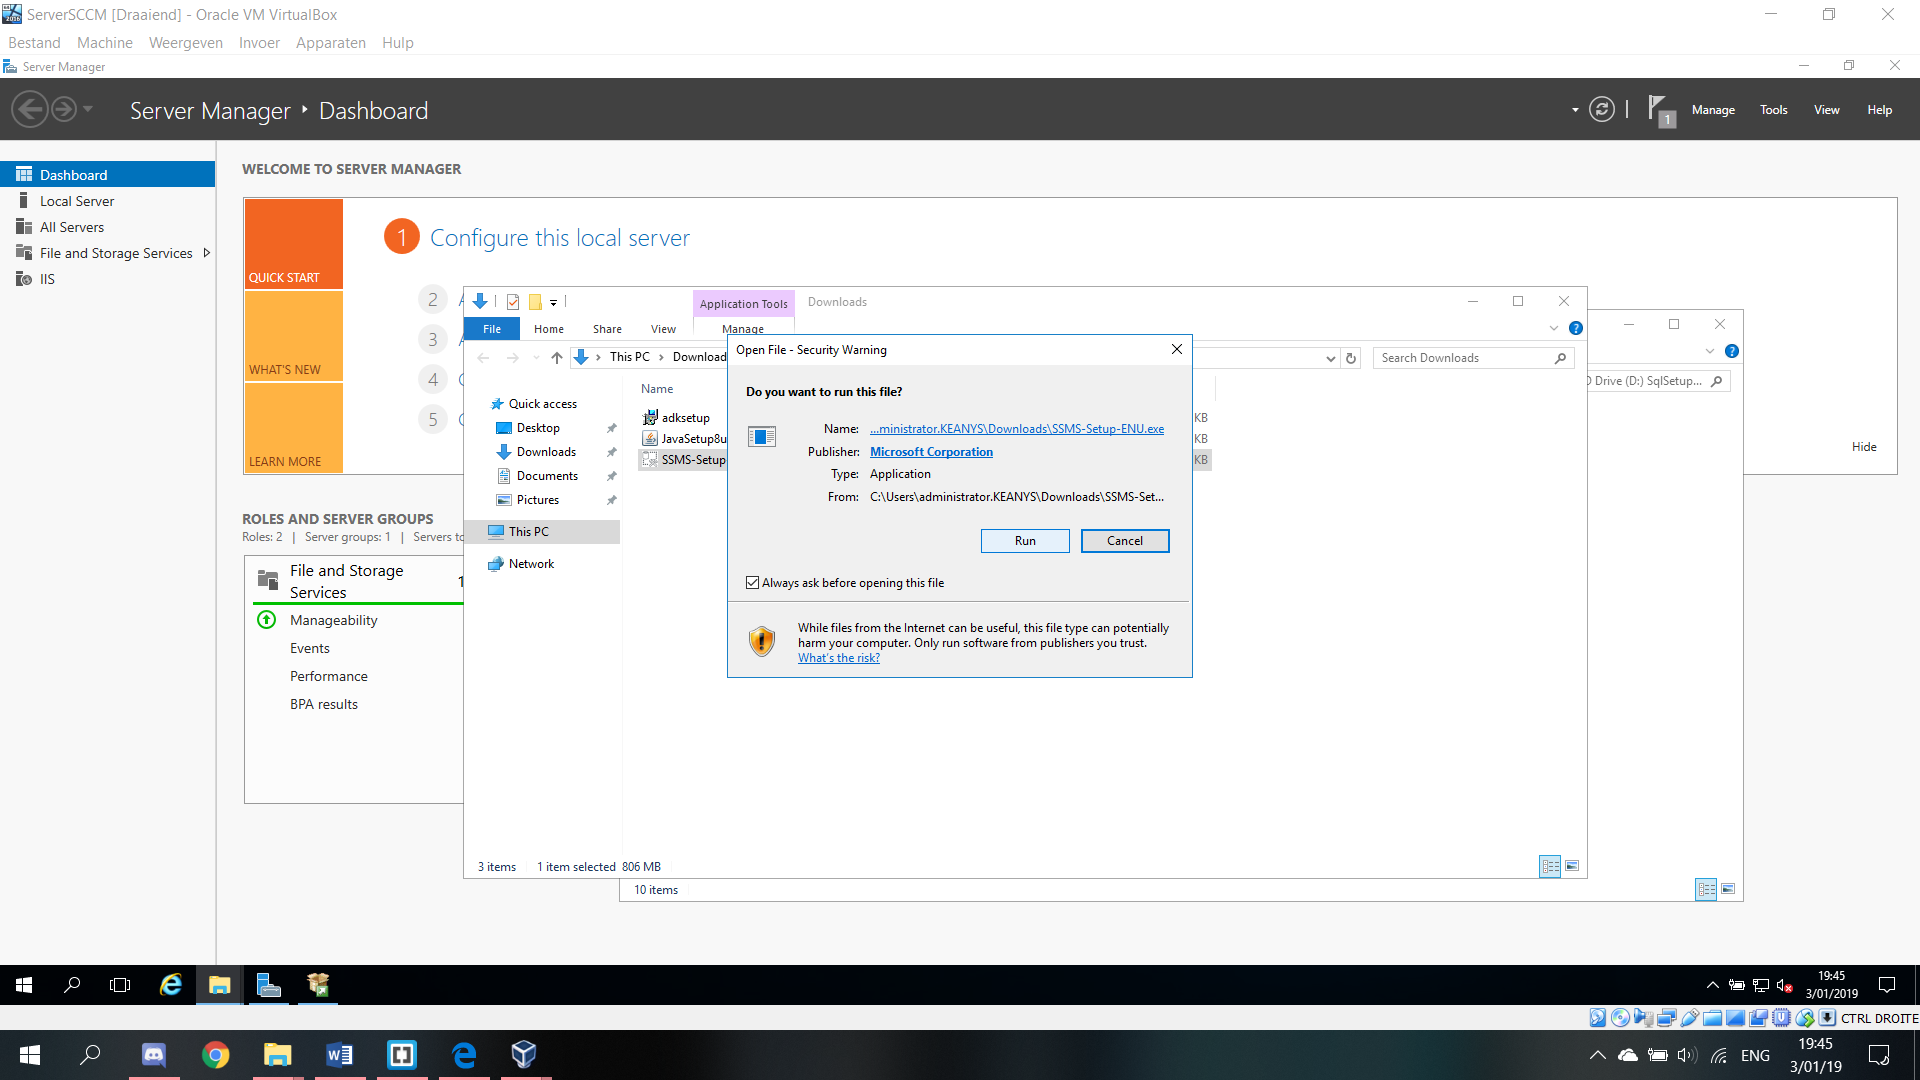 ServerSCCM [Draaiend] - Oracle VM VirtualBox
Bestand Machine Weergeven Invoer Apparaten Hulp
Server Manager
Server Manager Dashboard
1 Manage Tools View Help
Dashboard
Local Server
All Servers
File and Storage Services
IIS
WELCOME TO SERVER MANAGER
QUICK START
WHAT'S NEW
LEARN MORE
1 Configure this local server
2
3
4
5
Hide
ROLES AND SERVER GROUPS
Roles: 2 | Server groups: 1 | Servers
File and Storage
Services
Manageability
Events
Performance
BPA results
Application Tools Downloads
File Home Share View Manage
This PC Download
Search Downloads
Quick access
Desktop
Downloads
Documents
Pictures
This PC
Network
Name
adksetup
JavaSetup8u
SSMS-Setup
KB
KB
KB
3 items 1 item selected 806 MB
Drive (D:) SqlSetup...
10 items
Open File - Security Warning
Do you want to run this file?
Name: ...ministrator.KEANYS\Downloads\SSMS-Setup-ENU.exe
Publisher: Microsoft Corporation
Type: Application
From: C:\Users\administrator.KEANYS\Downloads\SSMS-Set...
Run Cancel
Always ask before opening this file
While files from the Internet can be useful, this file type can potentially
harm your computer. Only run software from publishers you trust.
What's the risk?
19:45
3/01/2019
CTRL DROITE
ENG
19:45
3/01/19